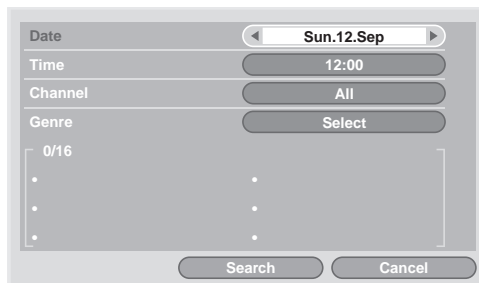 Date Sun.12.Sep
Time 12:00
Channel All
Genre Select
0/16
Search Cancel